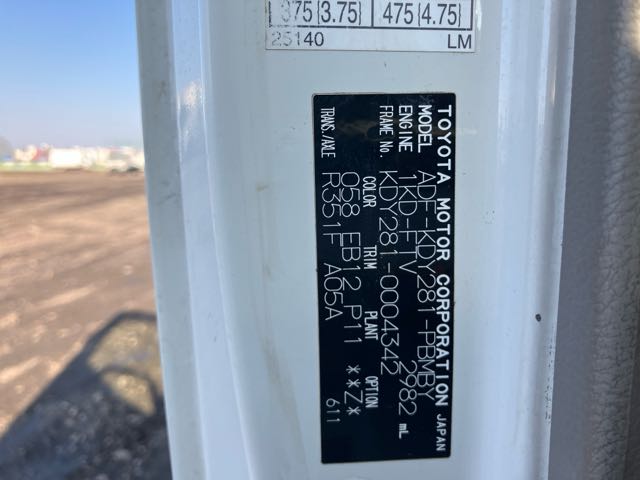 375 {3.75} 475 {4.75}
25140 LM
TOYOTA MOTOR CORPORATION JAPAN
MODEL ADF-KDY281-PBMBY
ENGINE 1KD-FTV 2982 mL
FRAME No. KDY281-0004342
COLOR TRIM PLANT OPTION
058 FB12 P11 **Z*
TRANS./AXLE R351F A05A 611